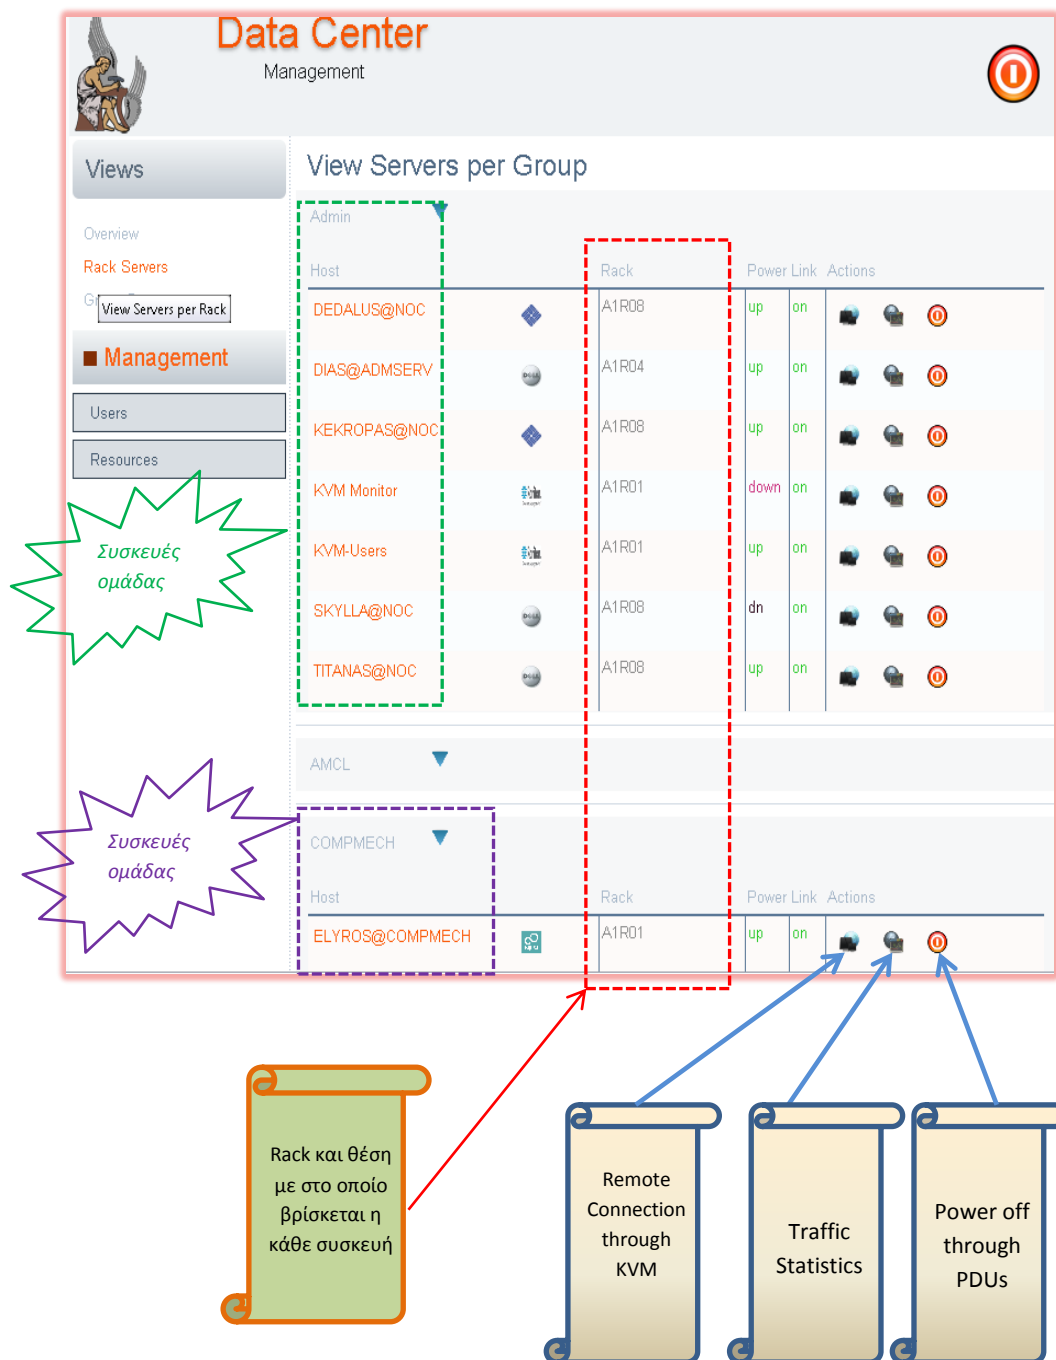 Data Center
Management
Views
View Servers per Group
Overview
Rack Servers
View Servers per Rack
Management
Users
Resources
Admin
Host Rack Power Link Actions
DEDALUS@NOC A1R08 up on
DIAS@ADMSERV DELL A1R04 up on
KEKROPAS@NOC A1R08 up on
KVM Monitor A1R01 down on
KVM-Users A1R01 up on
SKYLLA@NOC DELL A1R08 dn on
TITANAS@NOC DELL A1R08 up on
AMCL
COMPMECH
Host Rack Power Link Actions
ELYROS@COMPMECH A1R01 up on
Συσκευές
ομάδας
Συσκευές
ομάδας
Rack και θέση
με στο οποίο
βρίσκεται η
κάθε συσκευή
Remote
Connection
through
KVM
Traffic
Statistics
Power off
through
PDUs